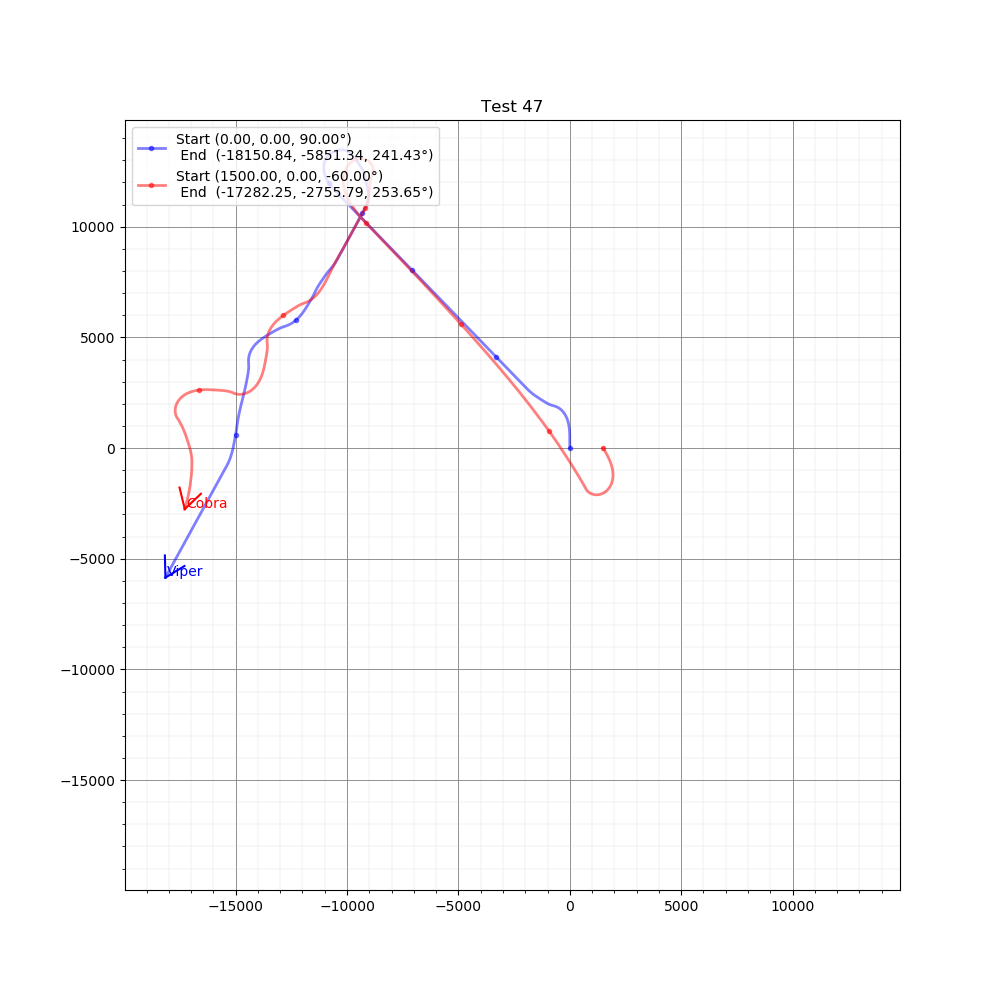 Test 47
Start (0.00, 0.00, 90.00°)
End (-18150.84, -5851.34, 241.43°)
Start (1500.00, 0.00, -60.00°)
End (-17282.25, -2755.79, 253.65°)
10000
5000
0
−5000
−10000
−15000
Cobra
Viper
−15000 −10000 −5000 0 5000 10000